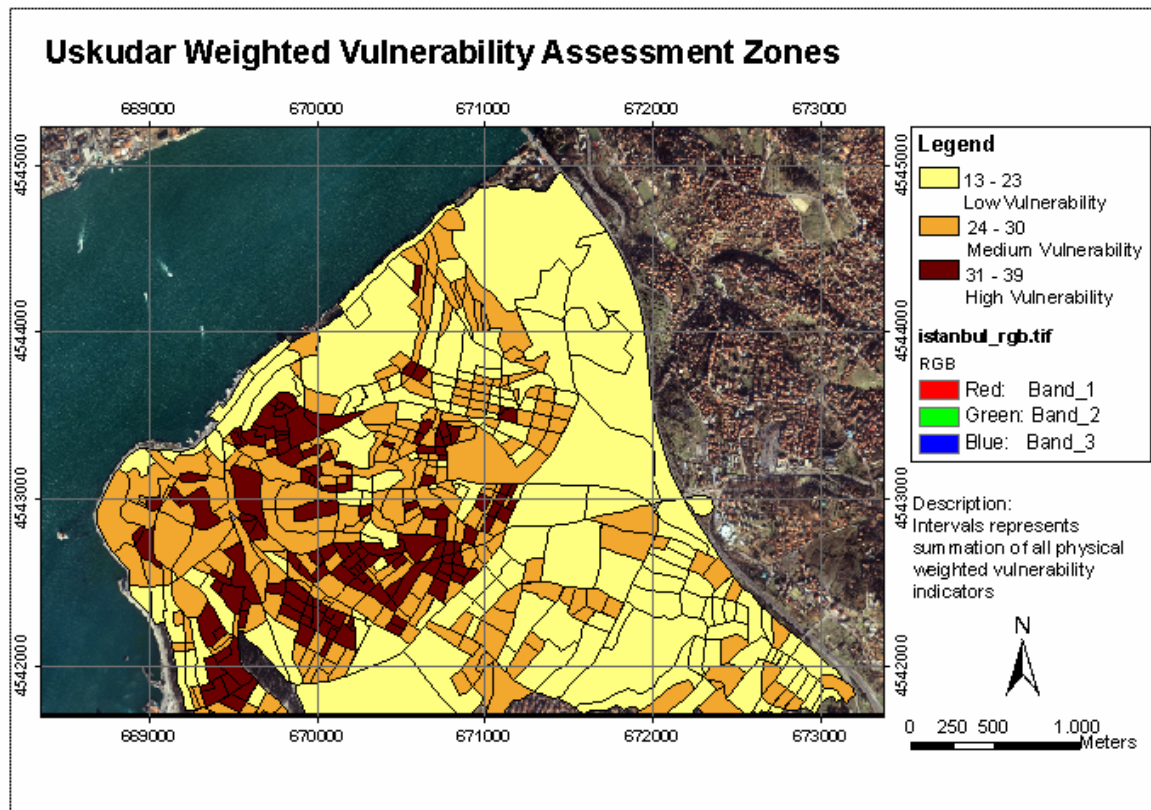 Uskudar Weighted Vulnerability Assessment Zones
669000 670000 671000 672000 673000
4545000 4545000
4544000 4544000
4543000 4543000
4542000 4542000
669000 670000 671000 672000 673000
Legend
13 - 23
Low Vulnerability
24 - 30
Medium Vulnerability
31 - 39
High Vulnerability
istanbul_rgb.tif
RGB
Red: Band_1
Green: Band_2
Blue: Band_3
Description:
Intervals represents
summation of all physical
weighted vulnerability
indicators
N
0 250 500 1.000
Meters